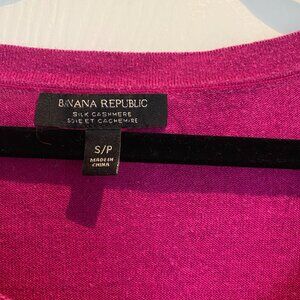 BANANA REPUBLIC
SILK CASHMERE
SOIE ET CACHEMIRE
S/P
MADE IN
CHINA